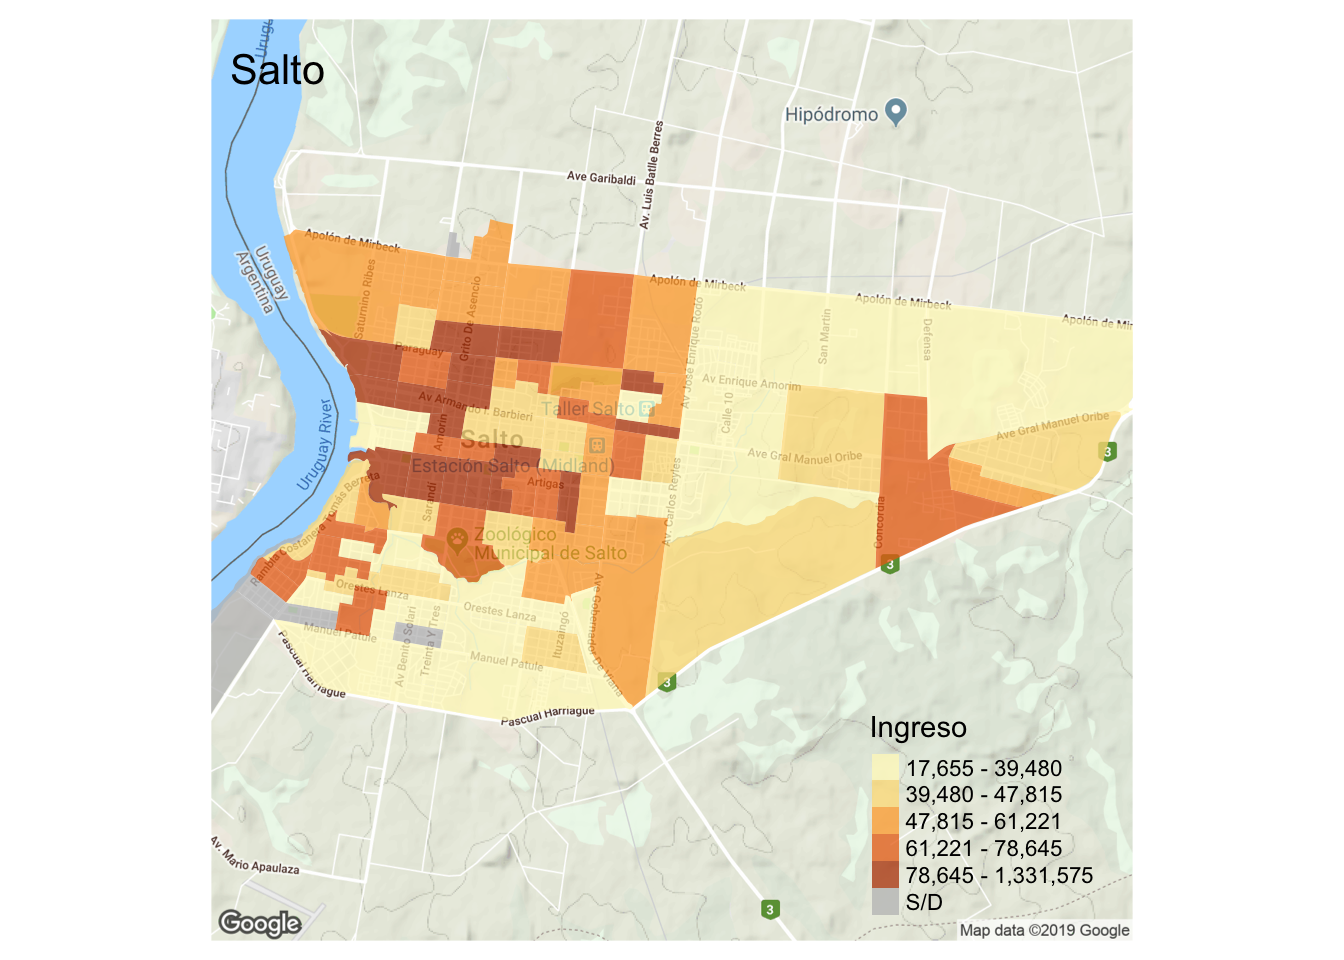 Urugu
Salto
Hipódromo
Ave Garibaldi
Av. Luis Batlle Berres
Apolón de Mirbeck
Uruguay
Argentina
Apolón de Mirbeck
Apolón de Mirbeck
Apolón de Mir
Saturnino Ribes
Grito De Asencio
Av José Enrique Rodó
San Martin
Defensa
Paraguay
Av Enrique Amorim
Av Armando I. Barbieri
Taller Salto
Calle 10
Amorin
Salto
Ave Gral Manuel Oribe
Estación Salto (Midland)
Ave Gral Manuel Oribe
3
Uruguay River
Artigas
Sarandí
Av. Carlos Reyles
Concordia
Rambla Costanera Tomás Berreta
Zoológico
Municipal de Salto
3
Orestes Lanza
Orestes Lanza
Ave Gobernador De Viana
Ituzaingó
Manuel Patule
Av Benito Solari
Treinta Y Tres
Manuel Patule
Pascual Harriague
3
Pascual Harriague
Ingreso
17,655 - 39,480
39,480 - 47,815
47,815 - 61,221
61,221 - 78,645
78,645 - 1,331,575
S/D
Av. Mario Apaulaza
3
Google
Map data ©2019 Google